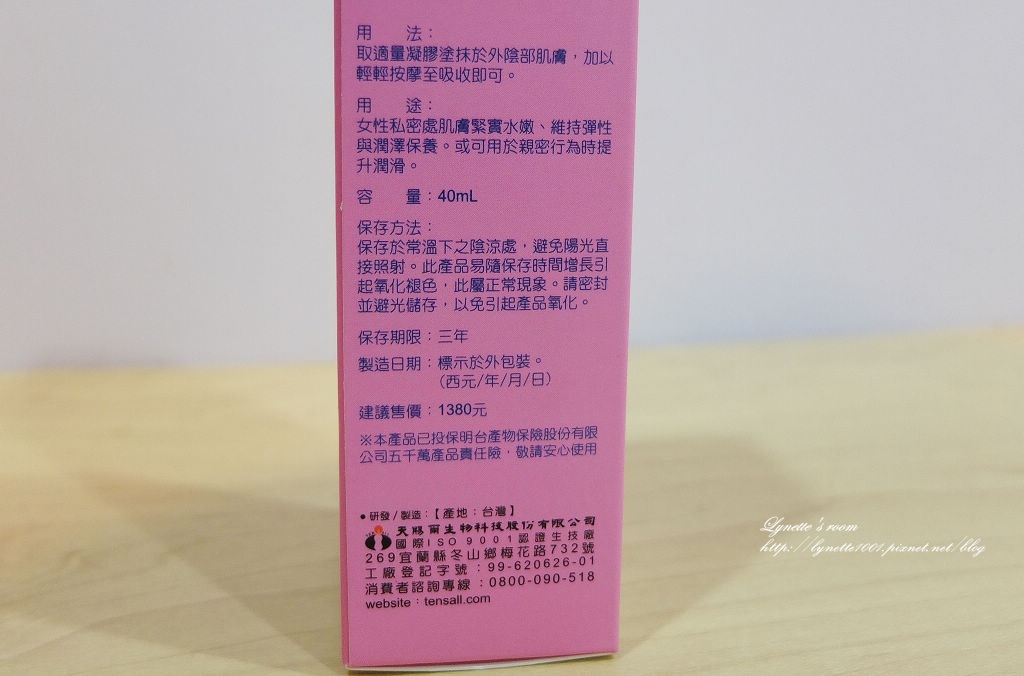 用　　法：
取適量凝膠塗抹於外陰部肌膚，加以
輕輕按摩至吸收即可。
用　　途：
女性私密處肌膚緊實水嫩、維持彈性
與潤澤保養。或可用於親密行為時提
升潤滑。
容　　量：40mL
保存方法：
保存於常溫下之陰涼處，避免陽光直
接照射。此產品易隨保存時間增長引
起氧化褪色，此屬正常現象。請密封
並避光儲存，以免引起產品氧化。
保存期限：三年
製造日期：標示於外包裝。
（西元/年/月/日）
建議售價：1380元
※本產品已投保明台產物保險股份有限
公司五千萬產品責任險，敬請安心使用
●研發/製造：【產地：台灣】
天賜爾生物科技股份有限公司
國際ISO 9001認證生技廠
269宜蘭縣冬山鄉梅花路732號
工廠登記字號：99-620626-01
消費者諮詢專線：0800-090-518
website：tensall.com
Lynette's room
http://lynette1001.pixnet.net/blog